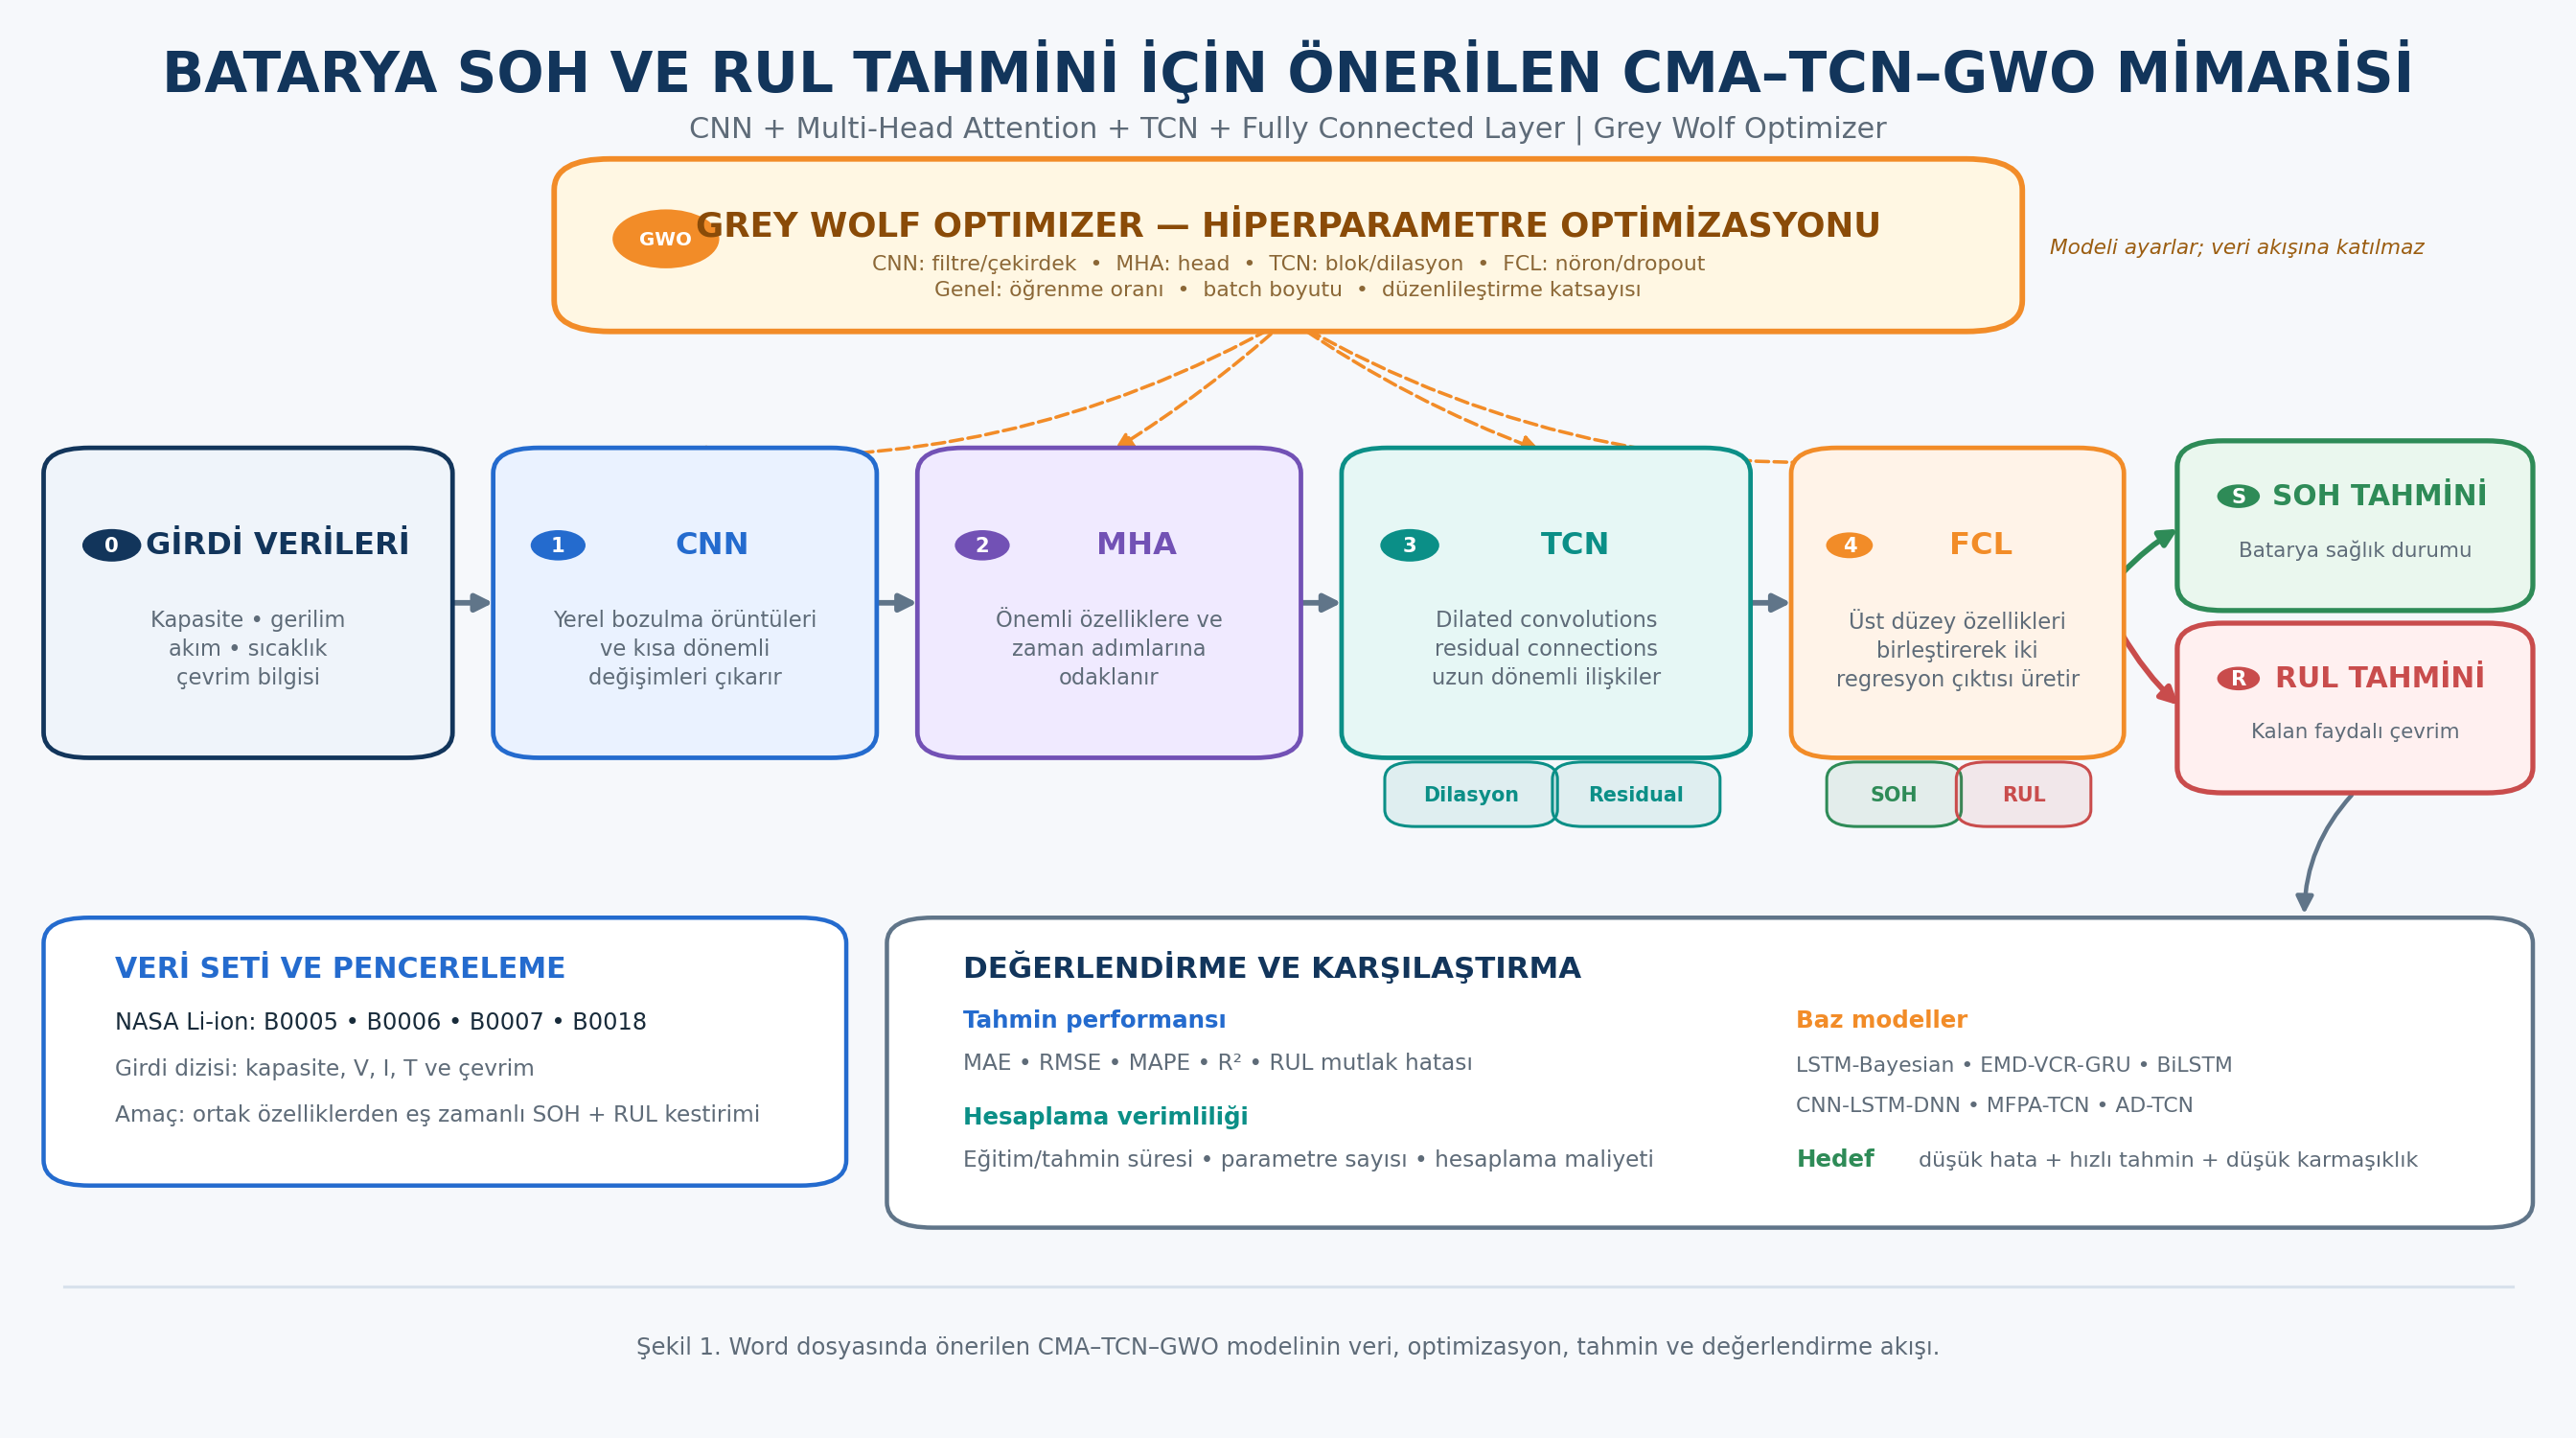 BATARYA SOH VE RUL TAHMİNİ İÇİN ÖNERİLEN CMA–TCN–GWO MİMARİSİ
CNN + Multi-Head Attention + TCN + Fully Connected Layer | Grey Wolf Optimizer
GWO
GREY WOLF OPTIMIZER — HİPERPARAMETRE OPTİMİZASYONU
CNN: filtre/çekirdek • MHA: head • TCN: blok/dilasyon • FCL: nöron/dropout
Genel: öğrenme oranı • batch boyutu • düzenlileştirme katsayısı
Modeli ayarlar; veri akışına katılmaz
0 GİRDİ VERİLERİ
Kapasite • gerilim
akım • sıcaklık
çevrim bilgisi
1 CNN
Yerel bozulma örüntüleri
ve kısa dönemli
değişimleri çıkarır
2 MHA
Önemli özelliklere ve
zaman adımlarına
odaklanır
3 TCN
Dilated convolutions
residual connections
uzun dönemli ilişkiler
Dilasyon
Residual
4 FCL
Üst düzey özellikleri
birleştirerek iki
regresyon çıktısı üretir
SOH
RUL
S SOH TAHMİNİ
Batarya sağlık durumu
R RUL TAHMİNİ
Kalan faydalı çevrim
VERİ SETİ VE PENCERELEME
NASA Li-ion: B0005 • B0006 • B0007 • B0018
Girdi dizisi: kapasite, V, I, T ve çevrim
Amaç: ortak özelliklerden eş zamanlı SOH + RUL kestirimi
DEĞERLENDİRME VE KARŞILAŞTIRMA
Tahmin performansı
MAE • RMSE • MAPE • R² • RUL mutlak hatası
Hesaplama verimliliği
Eğitim/tahmin süresi • parametre sayısı • hesaplama maliyeti
Baz modeller
LSTM-Bayesian • EMD-VCR-GRU • BiLSTM
CNN-LSTM-DNN • MFPA-TCN • AD-TCN
Hedef düşük hata + hızlı tahmin + düşük karmaşıklık
Şekil 1. Word dosyasında önerilen CMA–TCN–GWO modelinin veri, optimizasyon, tahmin ve değerlendirme akışı.